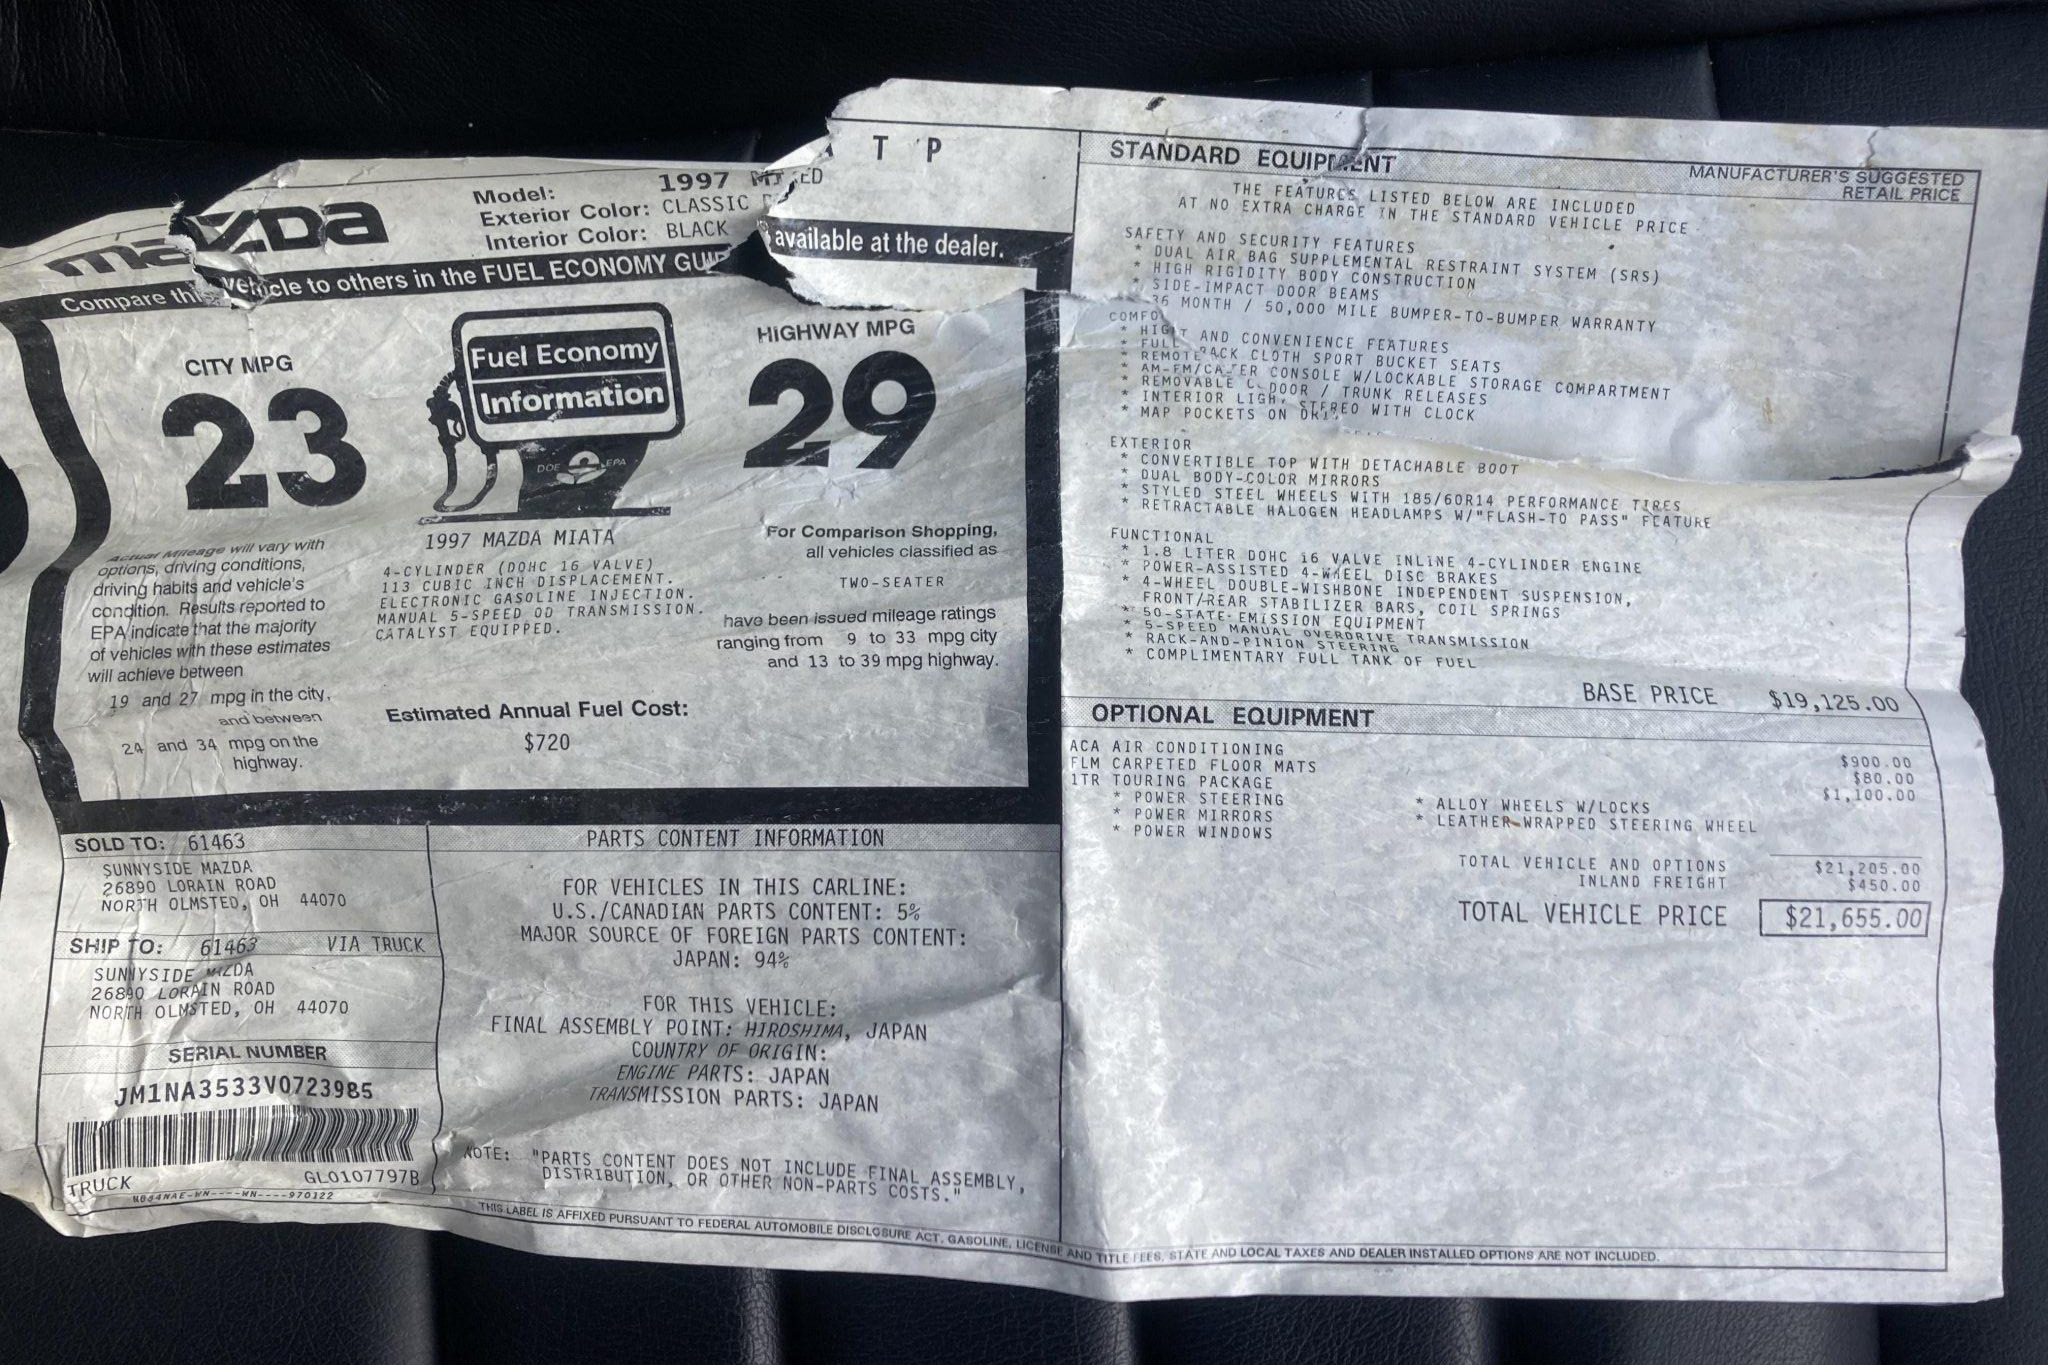 mazda
Model: 1997
Exterior Color: CLASSIC
Interior Color: BLACK
T P
Compare this vehicle to others in the FUEL ECONOMY GUIDE available at the dealer.
CITY MPG
23
Fuel Economy
Information
DOE EPA
HIGHWAY MPG
29
Actual Mileage will vary with
options, driving conditions,
driving habits and vehicle's
condition. Results reported to
EPA indicate that the majority
of vehicles with these estimates
will achieve between
19 and 27 mpg in the city,
and between
24 and 34 mpg on the
highway.
1997 MAZDA MIATA
4-CYLINDER (DOHC 16 VALVE)
113 CUBIC INCH DISPLACEMENT.
ELECTRONIC GASOLINE INJECTION.
MANUAL 5-SPEED OD TRANSMISSION.
CATALYST EQUIPPED.
Estimated Annual Fuel Cost:
$720
For Comparison Shopping,
all vehicles classified as
TWO-SEATER
have been issued mileage ratings
ranging from 9 to 33 mpg city
and 13 to 39 mpg highway.
SOLD TO: 61463
SUNNYSIDE MAZDA
26890 LORAIN ROAD
NORTH OLMSTED, OH 44070
SHIP TO: 61463 VIA TRUCK
SUNNYSIDE MAZDA
26890 LORAIN ROAD
NORTH OLMSTED, OH 44070
SERIAL NUMBER
JM1NA3533V0723985
TRUCK GL0107797B
PARTS CONTENT INFORMATION
FOR VEHICLES IN THIS CARLINE:
U.S./CANADIAN PARTS CONTENT: 5%
MAJOR SOURCE OF FOREIGN PARTS CONTENT:
JAPAN: 94%
FOR THIS VEHICLE:
FINAL ASSEMBLY POINT: HIROSHIMA, JAPAN
COUNTRY OF ORIGIN:
ENGINE PARTS: JAPAN
TRANSMISSION PARTS: JAPAN
NOTE: "PARTS CONTENT DOES NOT INCLUDE FINAL ASSEMBLY,
DISTRIBUTION, OR OTHER NON-PARTS COSTS."
STANDARD EQUIPMENT
MANUFACTURER'S SUGGESTED
RETAIL PRICE
THE FEATURES LISTED BELOW ARE INCLUDED
AT NO EXTRA CHARGE IN THE STANDARD VEHICLE PRICE
SAFETY AND SECURITY FEATURES
* DUAL AIR BAG SUPPLEMENTAL RESTRAINT SYSTEM (SRS)
* HIGH RIGIDITY BODY CONSTRUCTION
* SIDE-IMPACT DOOR BEAMS
36 MONTH / 50,000 MILE BUMPER-TO-BUMPER WARRANTY
COMFO T AND CONVENIENCE FEATURES
* HIG BACK CLOTH SPORT BUCKET SEATS
* FULL TER CONSOLE W/LOCKABLE STORAGE COMPARTMENT
* REMOTE DOOR / TRUNK RELEASES
* AM-FM/CA STEREO WITH CLOCK
* REMOVABLE
* INTERIOR LIGH
* MAP POCKETS ON
EXTERIOR
* CONVERTIBLE TOP WITH DETACHABLE BOOT
* DUAL BODY-COLOR MIRRORS
* STYLED STEEL WHEELS WITH 185/60R14 PERFORMANCE TIRES
* RETRACTABLE HALOGEN HEADLAMPS W/"FLASH-TO PASS" FEATURE
FUNCTIONAL
* 1.8 LITER DOHC 16 VALVE INLINE 4-CYLINDER ENGINE
* POWER-ASSISTED 4-WHEEL DISC BRAKES
* 4-WHEEL DOUBLE-WISHBONE INDEPENDENT SUSPENSION,
FRONT/REAR STABILIZER BARS, COIL SPRINGS
* 50-STATE EMISSION EQUIPMENT
* 5-SPEED MANUAL OVERDRIVE TRANSMISSION
* RACK-AND-PINION STEERING
* COMPLIMENTARY FULL TANK OF FUEL
BASE PRICE $19,125.00
OPTIONAL EQUIPMENT
ACA AIR CONDITIONING $900.00
FLM CARPETED FLOOR MATS $80.00
1TR TOURING PACKAGE $1,100.00
* POWER STEERING * ALLOY WHEELS W/LOCKS
* POWER MIRRORS * LEATHER-WRAPPED STEERING WHEEL
* POWER WINDOWS
TOTAL VEHICLE AND OPTIONS $21,205.00
INLAND FREIGHT $450.00
TOTAL VEHICLE PRICE $21,655.00
THIS LABEL IS AFFIXED PURSUANT TO FEDERAL AUTOMOBILE DISCLOSURE ACT. GASOLINE, LICENSE AND TITLE FEES, STATE AND LOCAL TAXES AND DEALER INSTALLED OPTIONS ARE NOT INCLUDED.